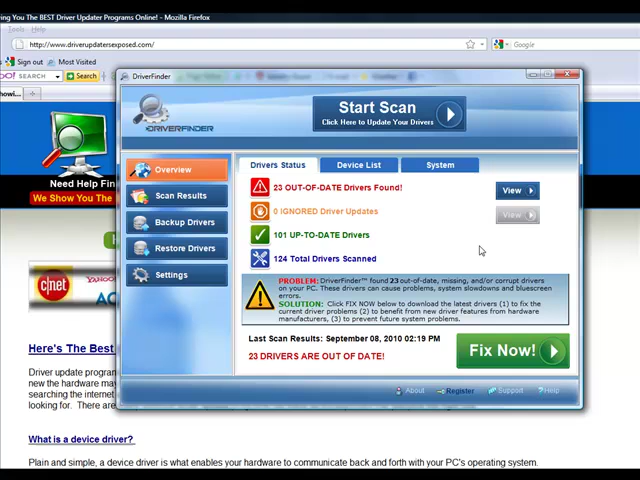 ving You The BEST Driver Updater Programs Online! - Mozilla Firefox
Tools Help
http://www.driverupdatersexposed.com/
Google
Sign out Most Visited
SEARCH Search
DriverFinder
howi...
DRIVERFINDER
Start Scan
Click Here to Update Your Drivers
Need Help Fin
We Show You The
Overview
Scan Results
Backup Drivers
Restore Drivers
Settings
Drivers Status Device List System
23 OUT-OF-DATE Drivers Found! View
0 IGNORED Driver Updates View
101 UP-TO-DATE Drivers
124 Total Drivers Scanned
PROBLEM: DriverFinder™ found 23 out-of-date, missing, and/or corrupt drivers
on your PC. These drivers can cause problems, system slowdowns and bluescreen
errors.
SOLUTION: Click FIX NOW below to download the latest drivers (1) to fix the
current driver problems (2) to benefit from new driver features from hardware
manufacturers, (3) to prevent future system problems.
Last Scan Results: September 08, 2010 02:19 PM
23 DRIVERS ARE OUT OF DATE!
Fix Now!
About Register Support Help
c|net
YAHOO
AC
Here's The Best
Driver update progra
new the hardware may
searching the internet
looking for. There are
What is a device driver?
Plain and simple, a device driver is what enables your hardware to communicate back and forth with your PC's operating system.